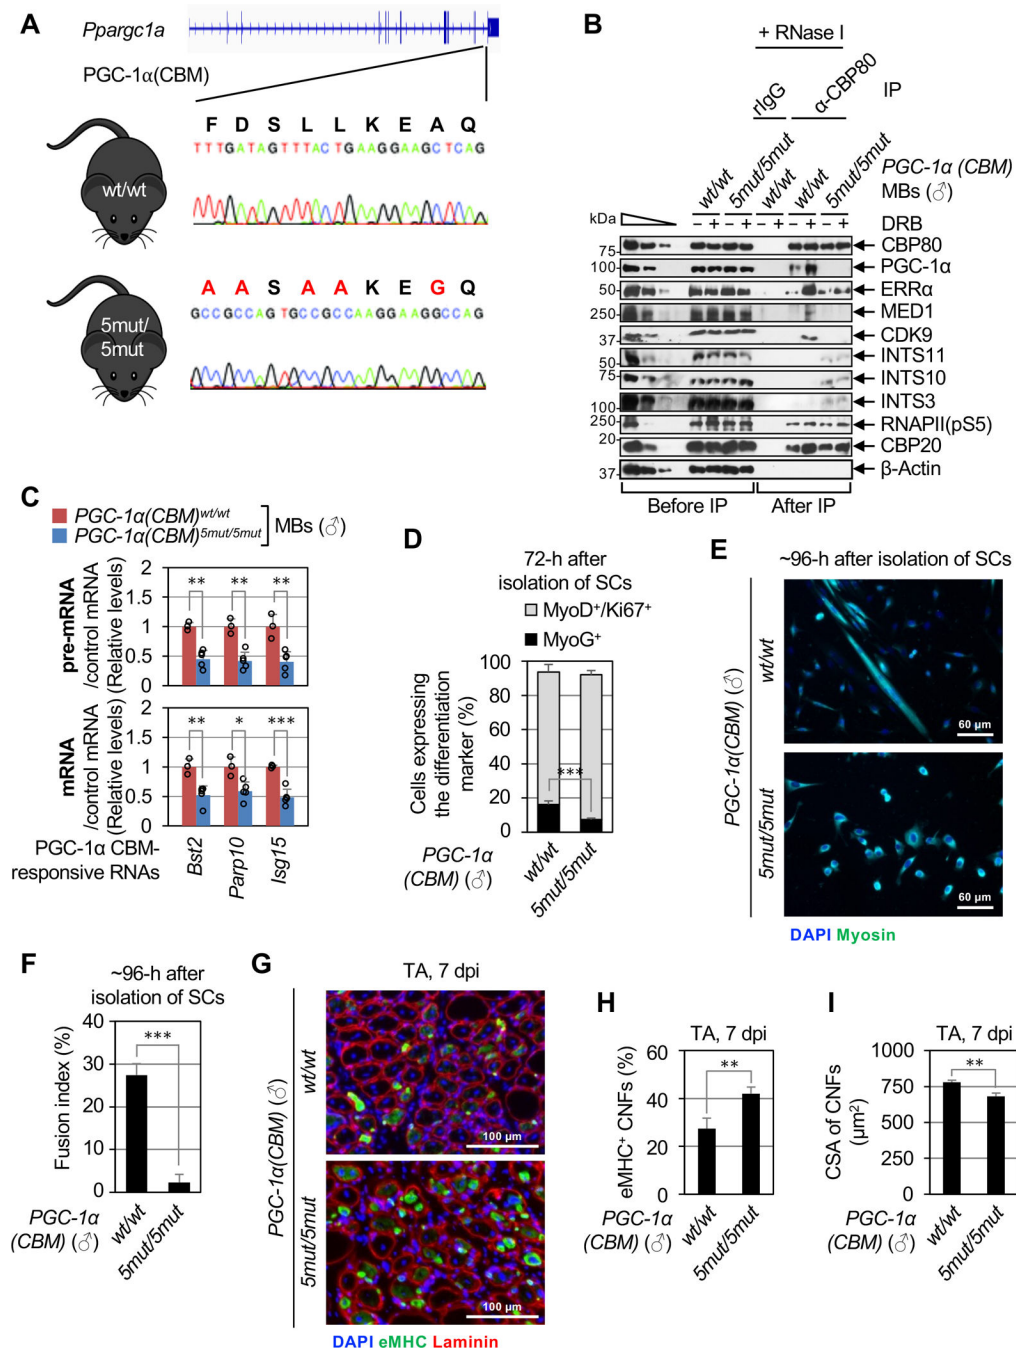 A
Ppargc1a
PGC-1α(CBM)
F D S L L K E A Q
TTTGATAGTTTACTGAAGGAAGCTCAG
wt/wt
A A S A A K E G Q
GCCGCCAGTGCCGCCAAGGAAGGCCAG
5mut/
5mut
B
+ RNase I
rIgG
α-CBP80
IP
wt/wt
5mut/5mut
wt/wt
wt/wt
5mut/5mut
PGC-1α (CBM)
MBs (♂)
kDa
− + − + − + − + − +
DRB
75
CBP80
100
PGC-1α
50
ERRα
250
MED1
37
CDK9
50
INTS11
75
INTS10
100
INTS3
250
RNAPII(pS5)
20
CBP20
37
β-Actin
Before IP
After IP
C
PGC-1α(CBM)wt/wt
PGC-1α(CBM)5mut/5mut
MBs (♂)
pre-mRNA
/control mRNA
(Relative levels)
2
1.5
1
0.5
0
** ** **
mRNA
/control mRNA
(Relative levels)
2
1.5
1
0.5
0
** * ***
PGC-1α CBM-
responsive RNAs
Bst2
Parp10
Isg15
D
72-h after
isolation of SCs
MyoD+/Ki67+
MyoG+
Cells expressing
the differentiation
marker (%)
100
80
60
40
20
0
***
PGC-1α
(CBM) (♂)
wt/wt
5mut/5mut
E
~96-h after isolation of SCs
PGC-1α(CBM) (♂)
wt/wt
60 μm
5mut/5mut
60 μm
DAPI Myosin
F
~96-h after
isolation of SCs
Fusion index (%)
40
30
20
10
0
***
PGC-1α
(CBM) (♂)
wt/wt
5mut/5mut
G
TA, 7 dpi
PGC-1α(CBM) (♂)
wt/wt
100 μm
5mut/5mut
100 μm
DAPI eMHC Laminin
H
TA, 7 dpi
eMHC+ CNFs (%)
60
40
20
0
**
PGC-1α
(CBM) (♂)
wt/wt
5mut/5mut
I
TA, 7 dpi
CSA of CNFs
(μm2)
1000
750
500
250
0
**
PGC-1α
(CBM) (♂)
wt/wt
5mut/5mut